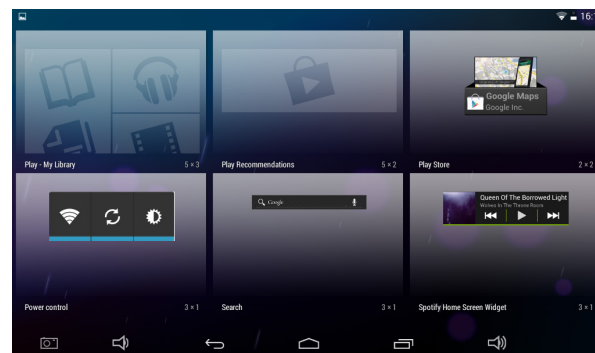 16:
Play - My Library 5 × 3
Play Recommendations 5 × 2
Google Maps
Google Inc.
Play Store 2 × 2
Power control 3 × 1
Google
Search 3 × 1
Queen Of The Borrowed Light
Wolves In The Throne Room
Spotify Home Screen Widget 3 × 1